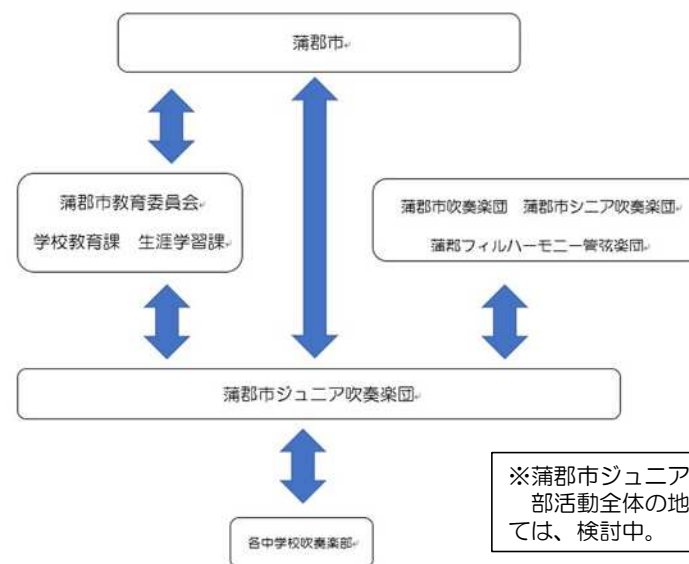 蒲郡市
蒲郡市教育委員会
学校教育課 生涯学習課
蒲郡市吹奏楽団 蒲郡市シニア吹奏楽団
蒲郡フィルハーモニー管弦楽団
蒲郡市ジュニア吹奏楽団
各中学校吹奏楽部
※蒲郡市ジュニア
部活動全体の地
ては、検討中。